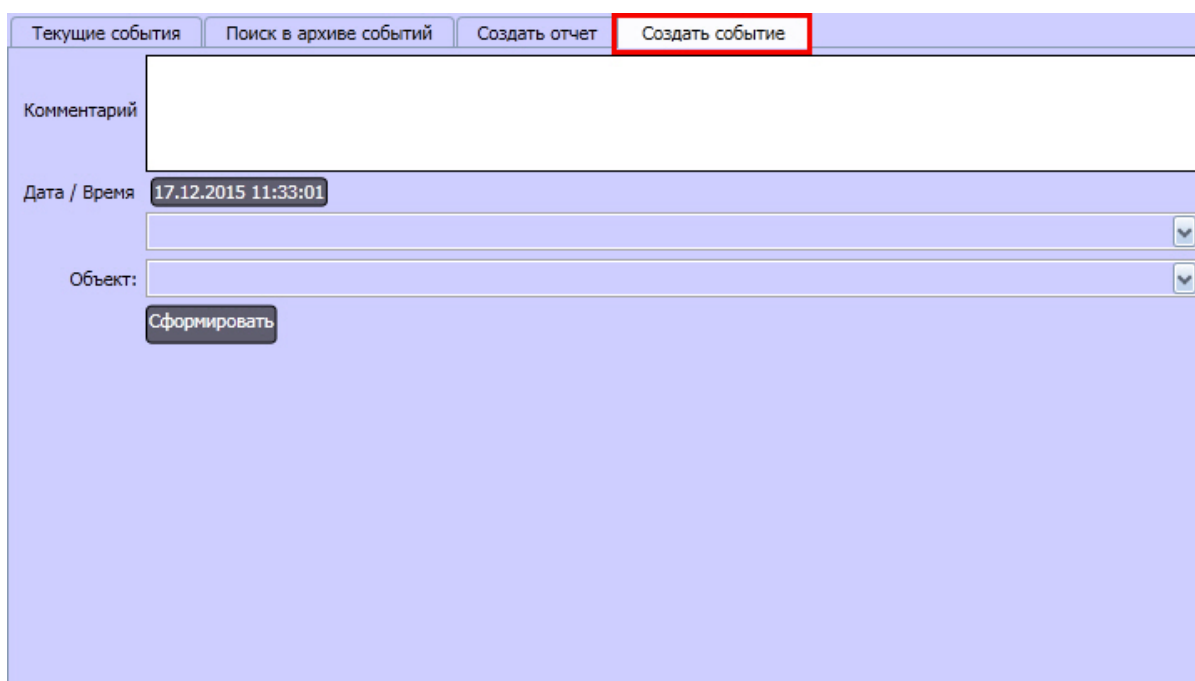 Текущие события Поиск в архиве событий Создать отчет Создать событие
Комментарий
Дата / Время 17.12.2015 11:33:01
Объект:
Сформировать